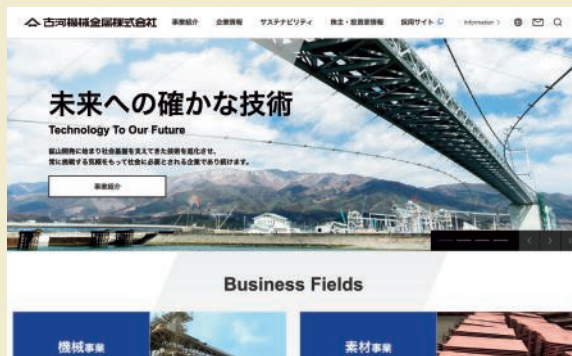 古河機械金属株式会社
事業紹介 企業情報 サステナビリティ 株主・投資家情報 採用サイト Information
未来への確かな技術
Technology To Our Future
鉱山開発に始まり社会基盤を支えてきた技術を進化させ、
常に挑戦する気概をもって社会に必要とされる企業であり続けます。
事業紹介
Business Fields
機械事業
素材事業